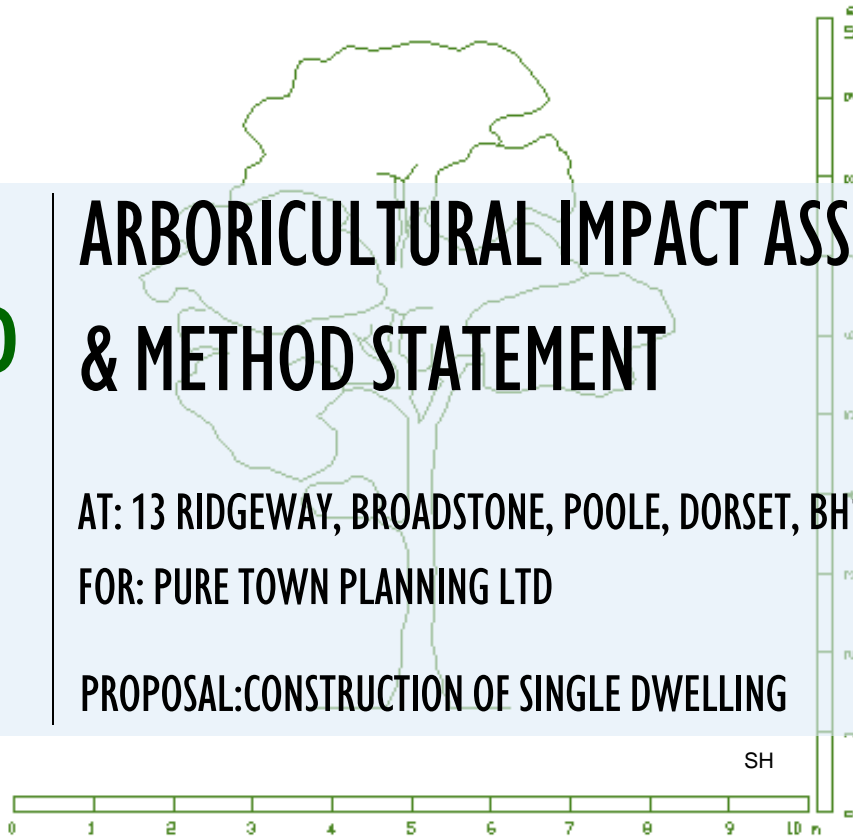 ARBORICULTURAL IMPACT ASS
& METHOD STATEMENT
AT: 13 RIDGEWAY, BROADSTONE, POOLE, DORSET, BH
FOR: PURE TOWN PLANNING LTD
PROPOSAL:CONSTRUCTION OF SINGLE DWELLING
SH
0 1 2 3 4 5 6 7 8 9 10